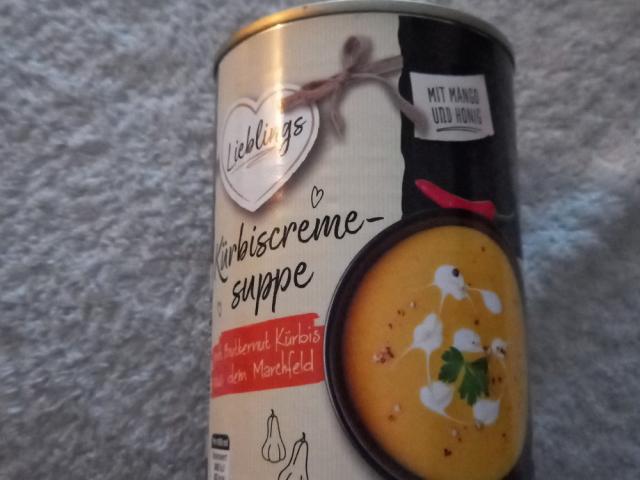 Lieblings
MIT MANGO
UND HONIG
Kürbiscreme-
suppe
Butternut Kürbis
dem Marchfeld